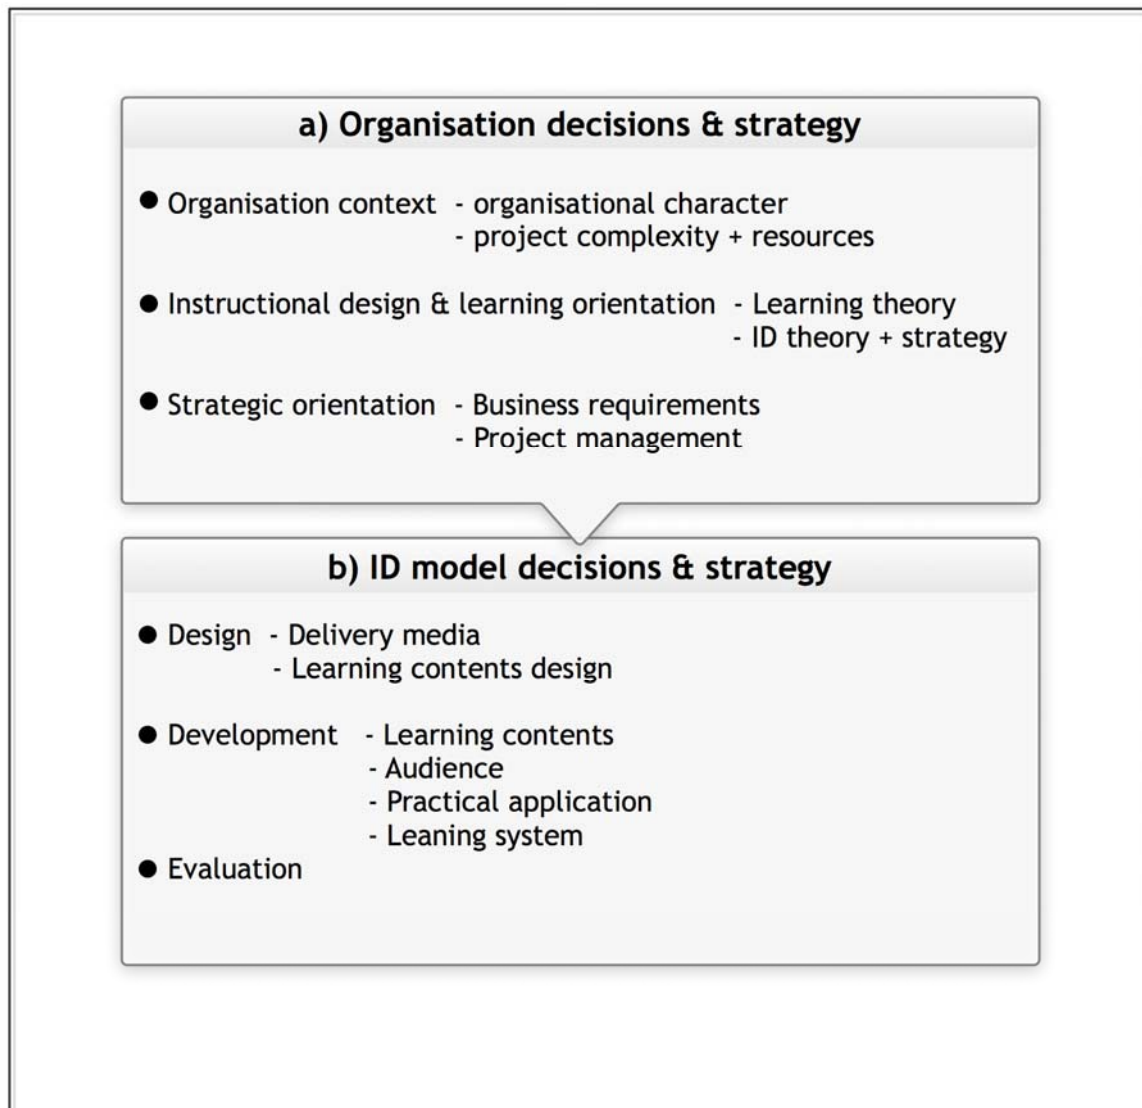 a) Organisation decisions & strategy
● Organisation context - organisational character
- project complexity + resources
● Instructional design & learning orientation - Learning theory
- ID theory + strategy
● Strategic orientation - Business requirements
- Project management
b) ID model decisions & strategy
● Design - Delivery media
- Learning contents design
● Development - Learning contents
- Audience
- Practical application
- Leaning system
● Evaluation